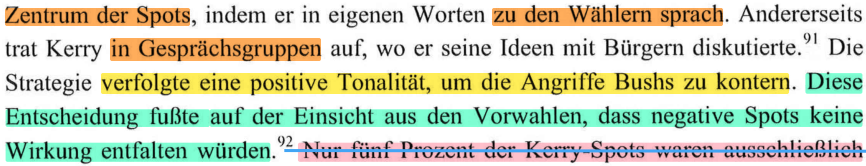 Zentrum der Spots, indem er in eigenen Worten zu den Wählern sprach. Andererseits
trat Kerry in Gesprächsgruppen auf, wo er seine Ideen mit Bürgern diskutierte.91 Die
Strategie verfolgte eine positive Tonalität, um die Angriffe Bushs zu kontern. Diese
Entscheidung fußte auf der Einsicht aus den Vorwahlen, dass negative Spots keine
Wirkung entfalten würden.92 Nur fünf Prozent der Kerry-Spots waren ausschließlich